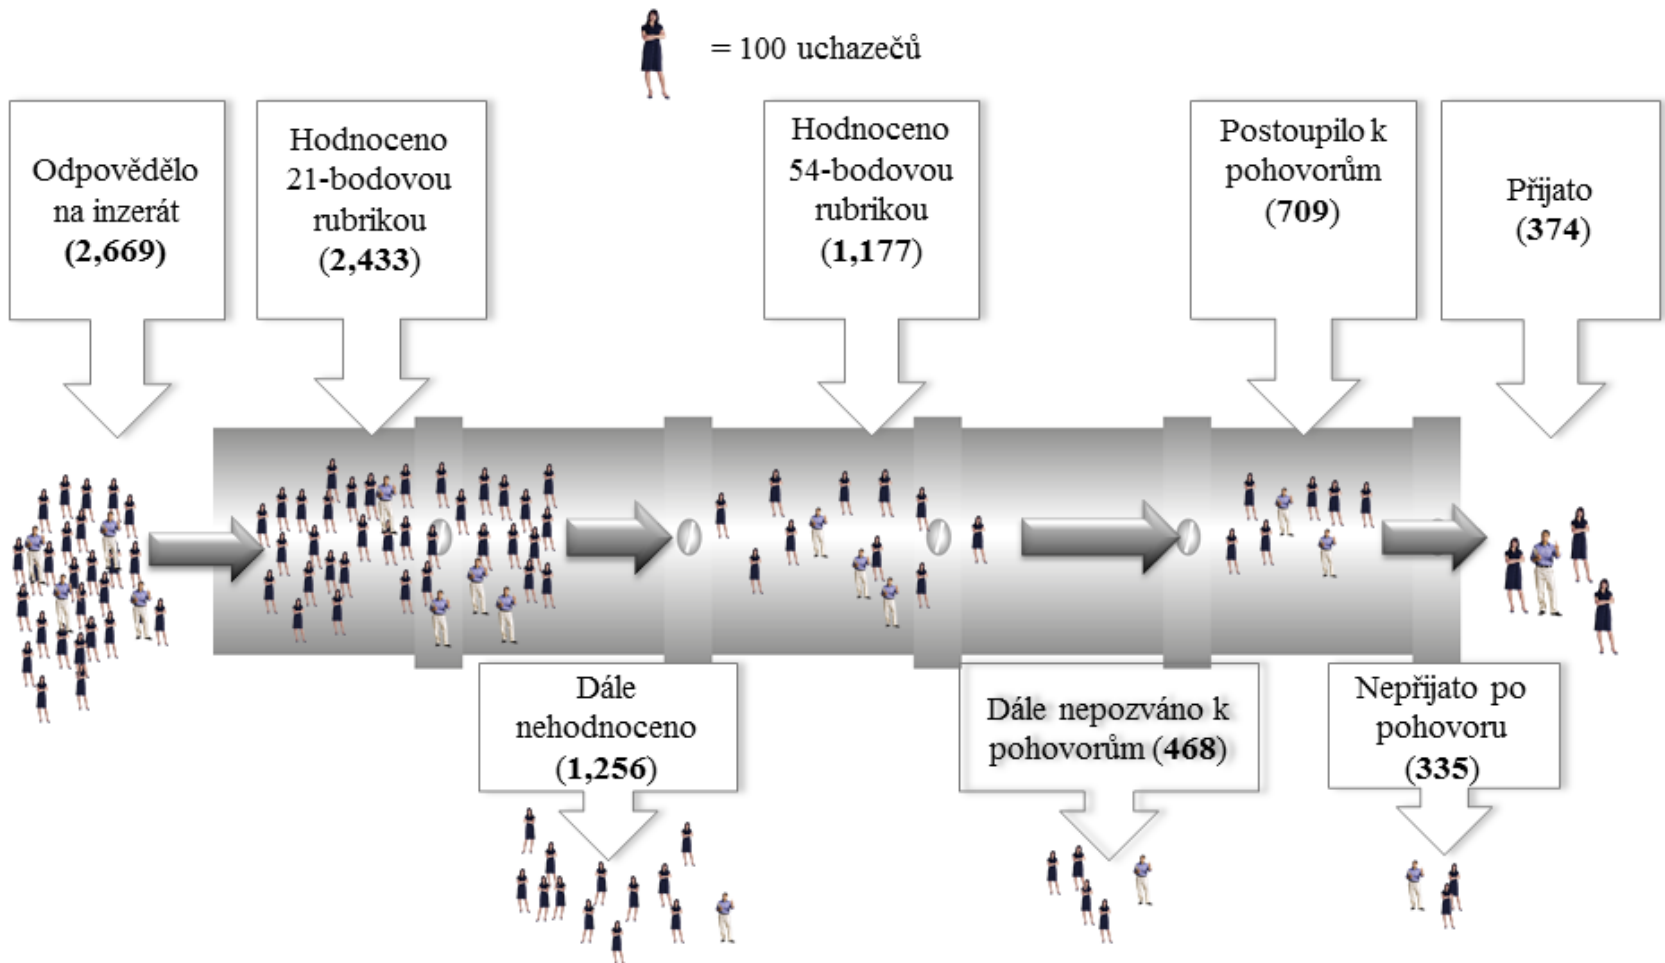 = 100 uchazečů
Odpovědělo
na inzerát
(2,669)
Hodnoceno
21-bodovou
rubrikou
(2,433)
Hodnoceno
54-bodovou
rubrikou
(1,177)
Postoupilo k
pohovorům
(709)
Přijato
(374)
Dále
nehodnoceno
(1,256)
Dále nepozváno k
pohovorům (468)
Nepřijato po
pohovoru
(335)